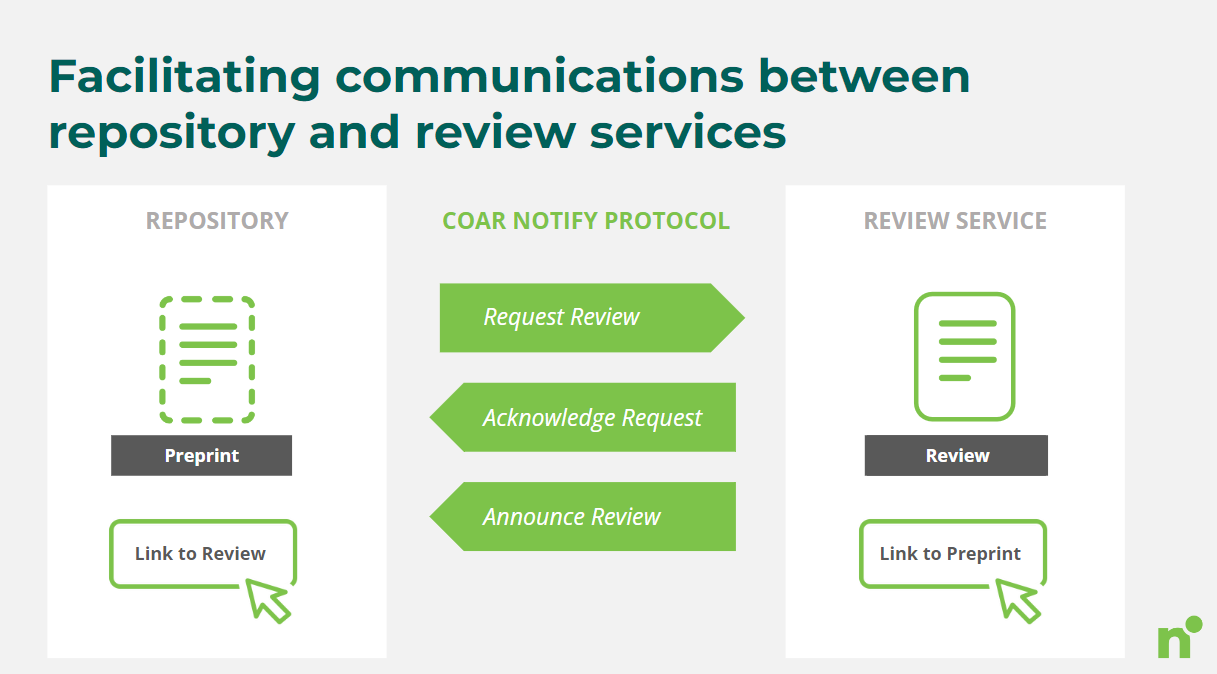 Facilitating communications between
repository and review services
REPOSITORY
Preprint
Link to Review
COAR NOTIFY PROTOCOL
Request Review
Acknowledge Request
Announce Review
REVIEW SERVICE
Review
Link to Preprint
n